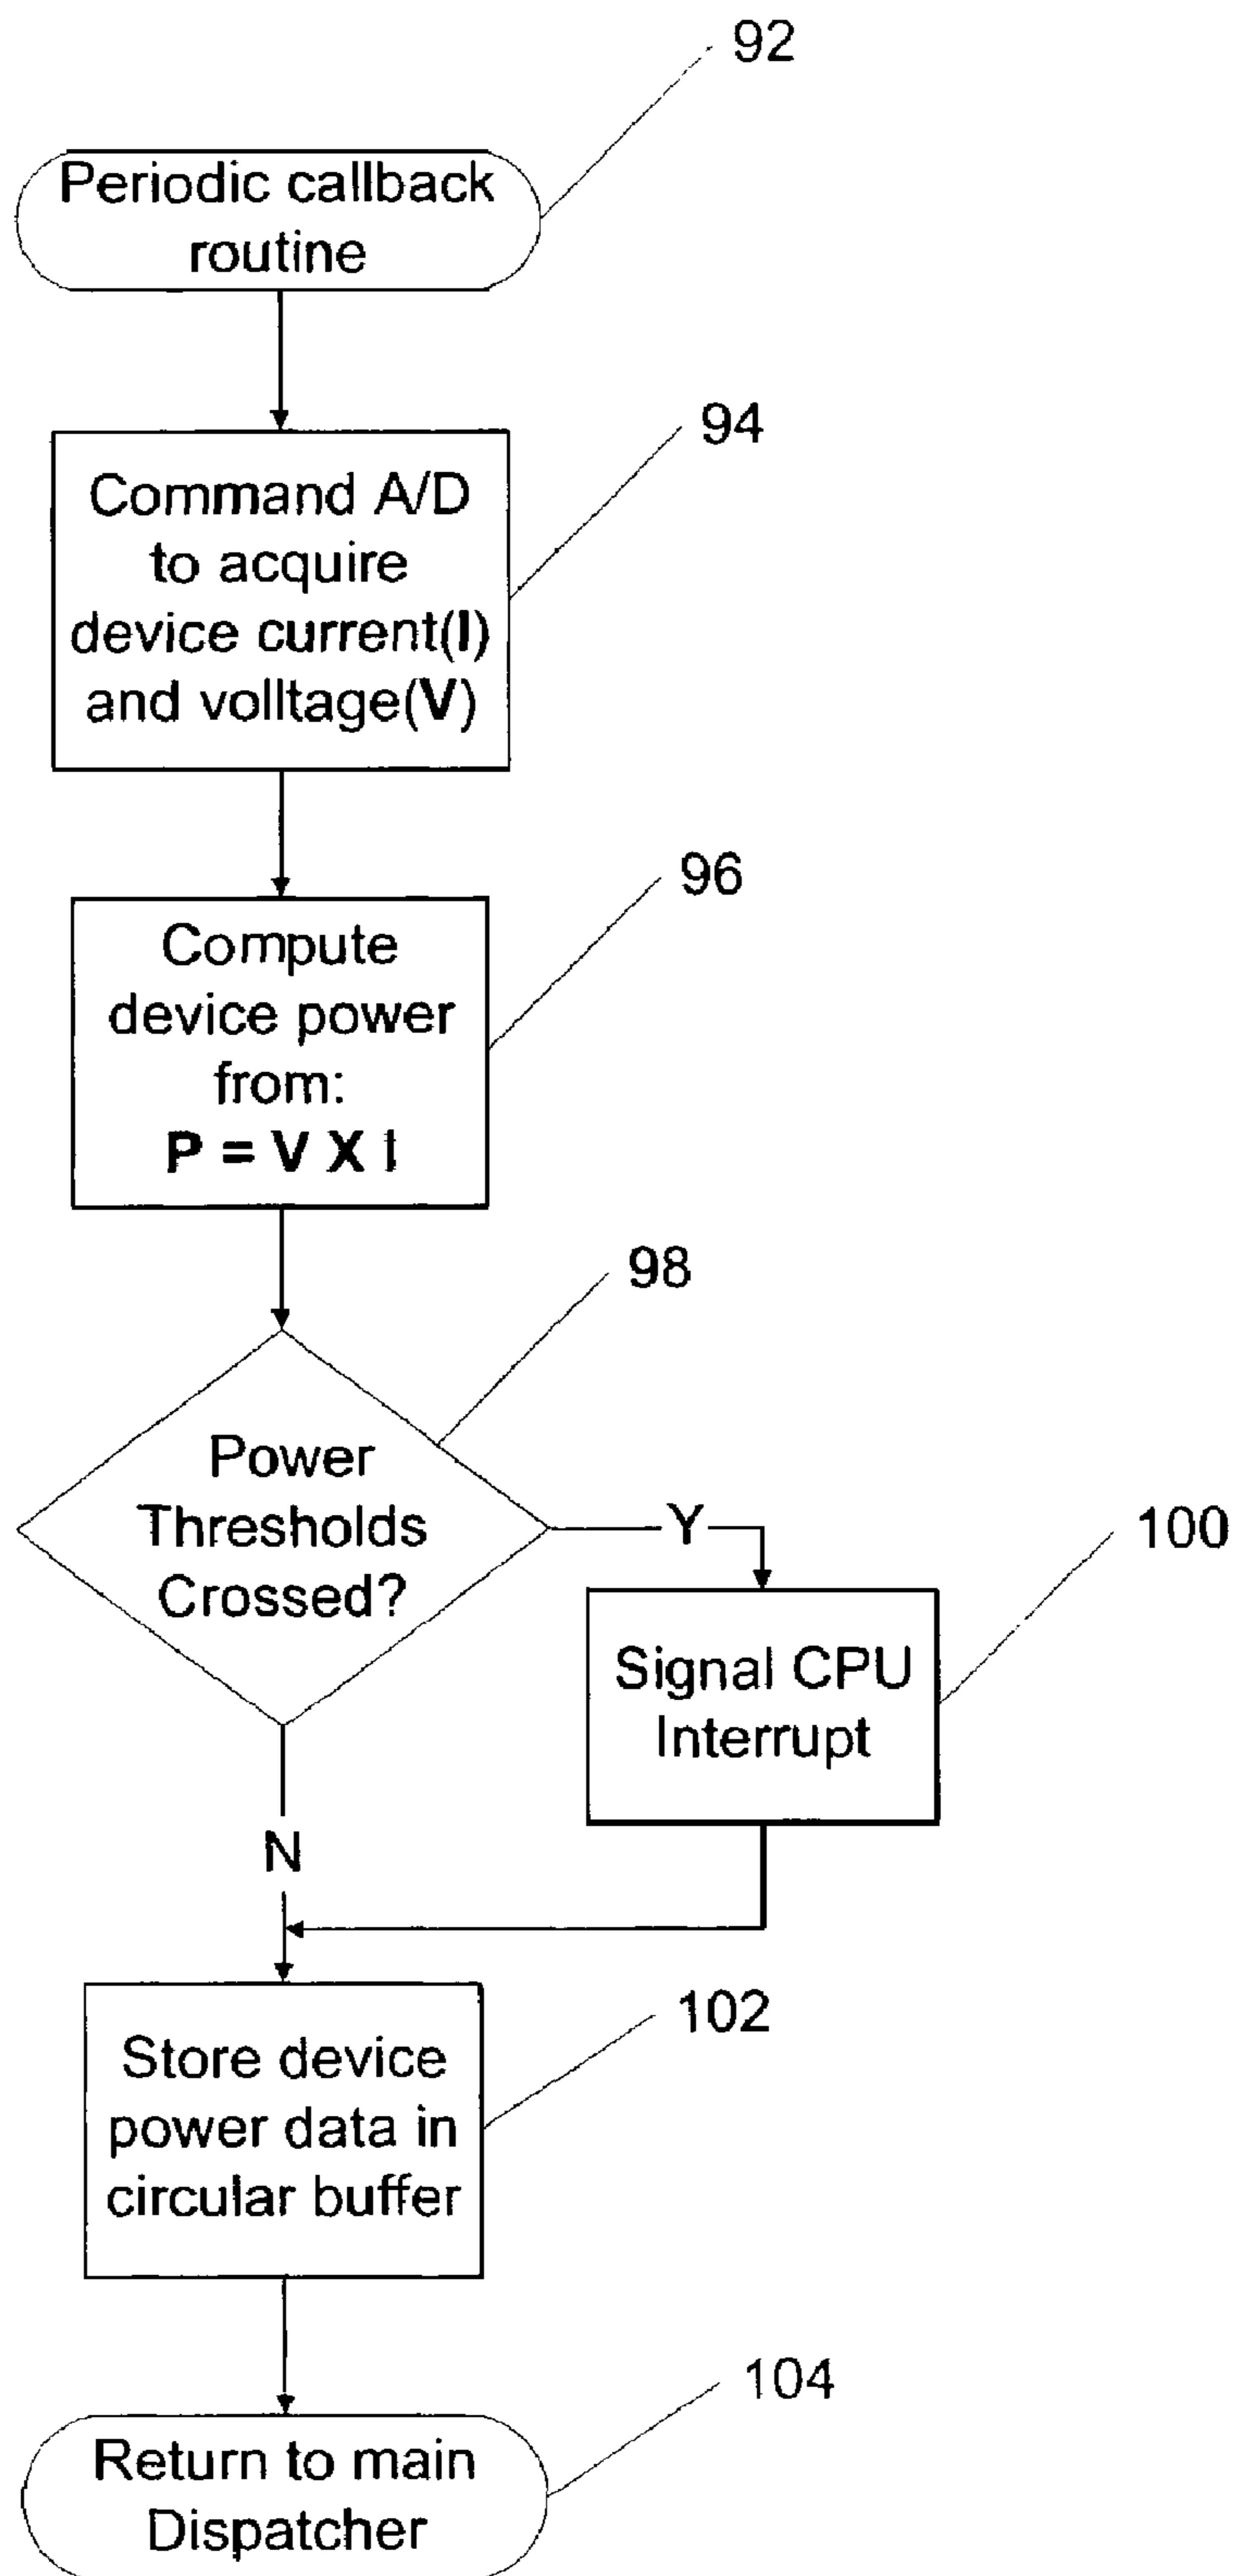 92
Periodic callback
routine
94
Command A/D
to acquire
device current(I)
and volltage(V)
96
Compute
device power
from:
P = V X I
98
Power
Thresholds
Crossed?
Y
100
Signal CPU
Interrupt
N
102
Store device
power data in
circular buffer
104
Return to main
Dispatcher